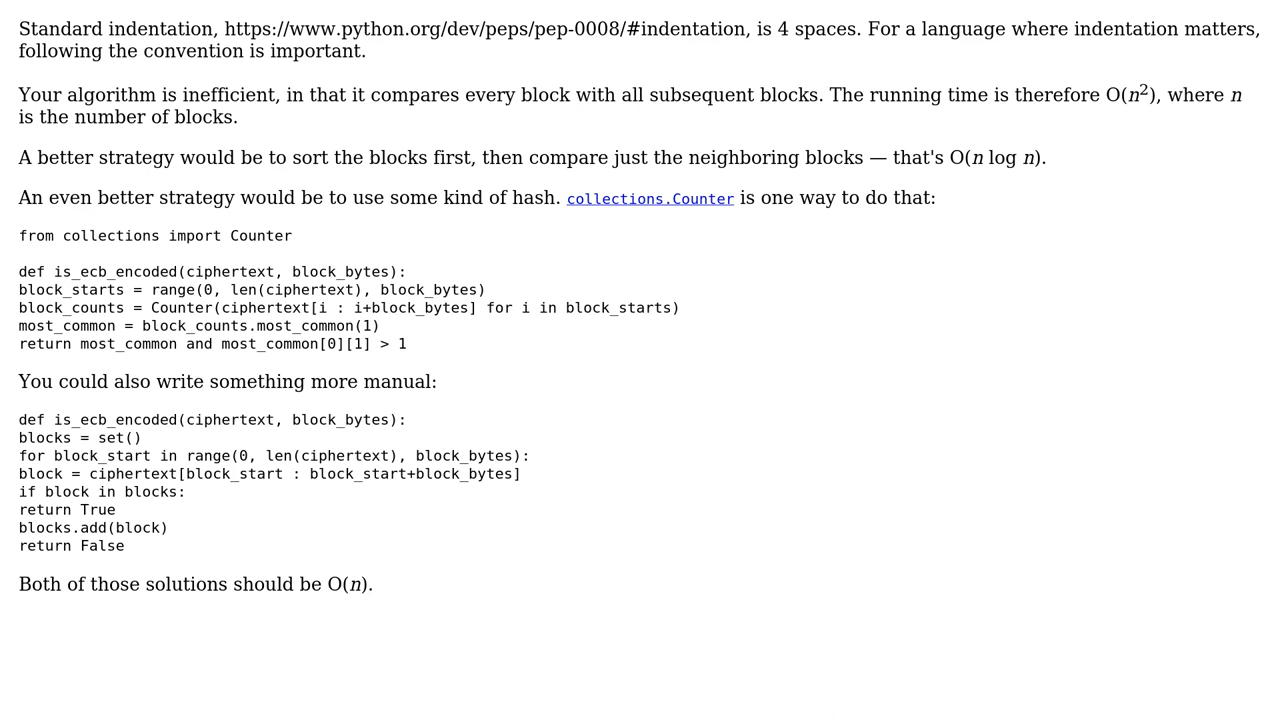 Standard indentation, https://www.python.org/dev/peps/pep-0008/#indentation, is 4 spaces. For a language where indentation matters,
following the convention is important.
Your algorithm is inefficient, in that it compares every block with all subsequent blocks. The running time is therefore O(n²), where n
is the number of blocks.
A better strategy would be to sort the blocks first, then compare just the neighboring blocks — that's O(n log n).
An even better strategy would be to use some kind of hash. collections.Counter is one way to do that:
from collections import Counter
def is_ecb_encoded(ciphertext, block_bytes):
block_starts = range(0, len(ciphertext), block_bytes)
block_counts = Counter(ciphertext[i : i+block_bytes] for i in block_starts)
most_common = block_counts.most_common(1)
return most_common and most_common[0][1] > 1
You could also write something more manual:
def is_ecb_encoded(ciphertext, block_bytes):
blocks = set()
for block_start in range(0, len(ciphertext), block_bytes):
block = ciphertext[block_start : block_start+block_bytes]
if block in blocks:
return True
blocks.add(block)
return False
Both of those solutions should be O(n).